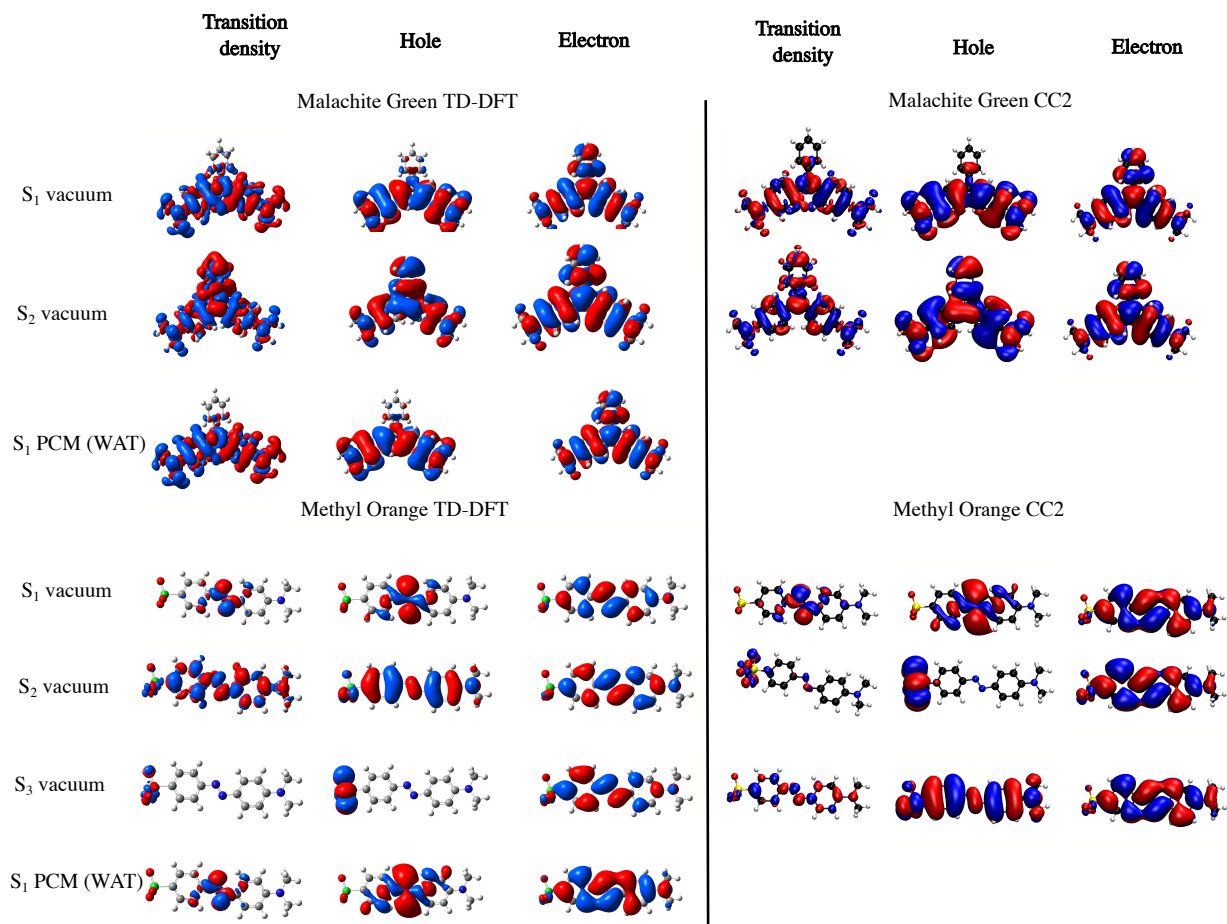 Transition density
Hole
Electron
Transition density
Hole
Electron
Malachite Green TD-DFT
Malachite Green CC2
S₁ vacuum
S₂ vacuum
S₁ PCM (WAT)
Methyl Orange TD-DFT
Methyl Orange CC2
S₁ vacuum
S₂ vacuum
S₃ vacuum
S₁ PCM (WAT)